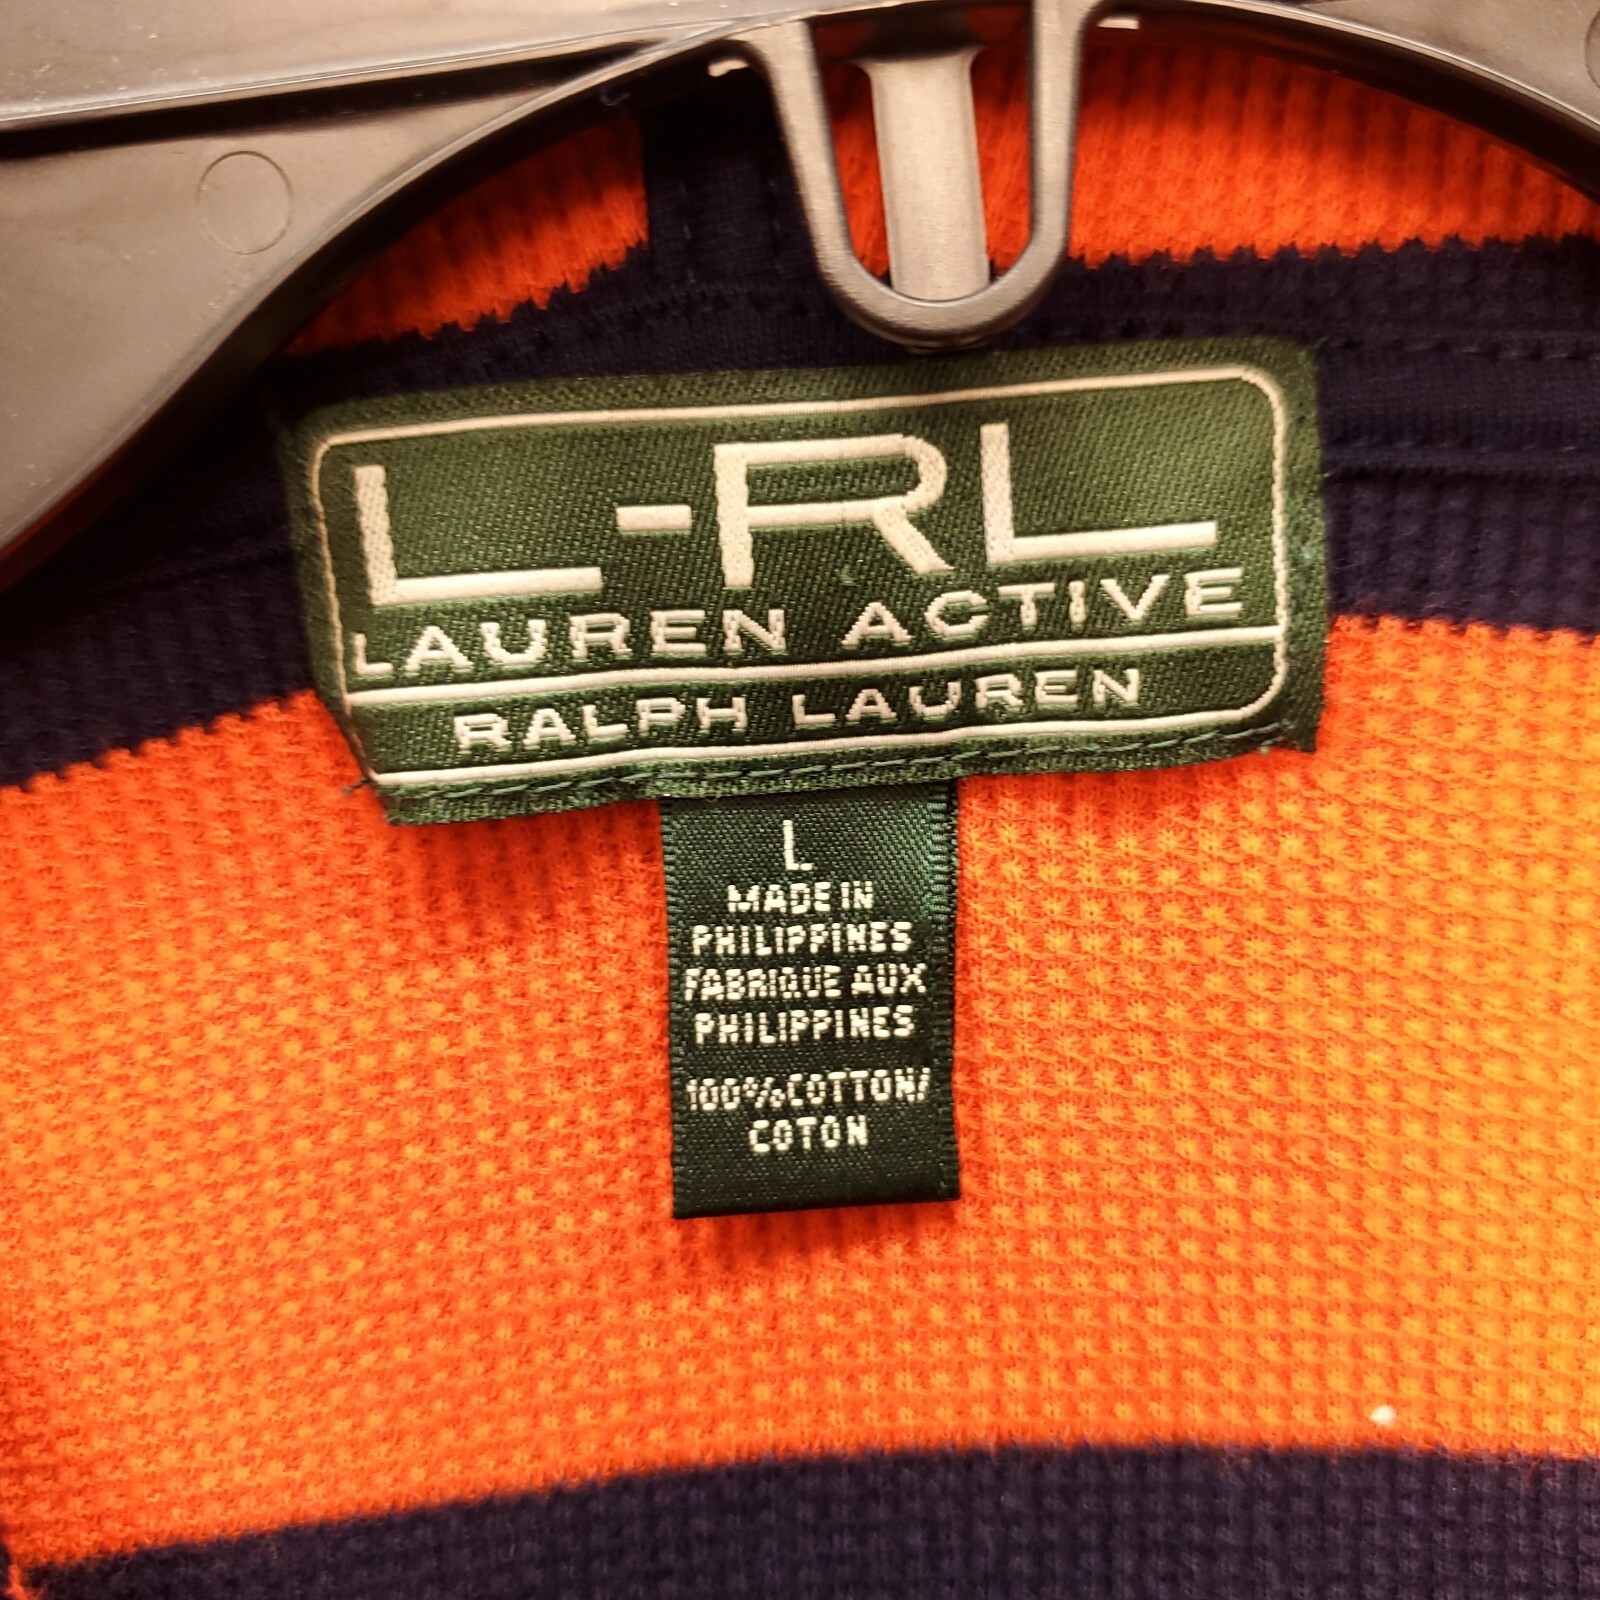 L-RL
LAUREN ACTIVE
RALPH LAUREN
L
MADE IN
PHILIPPINES
FABRIQUE AUX
PHILIPPINES
100%COTTON/
COTON